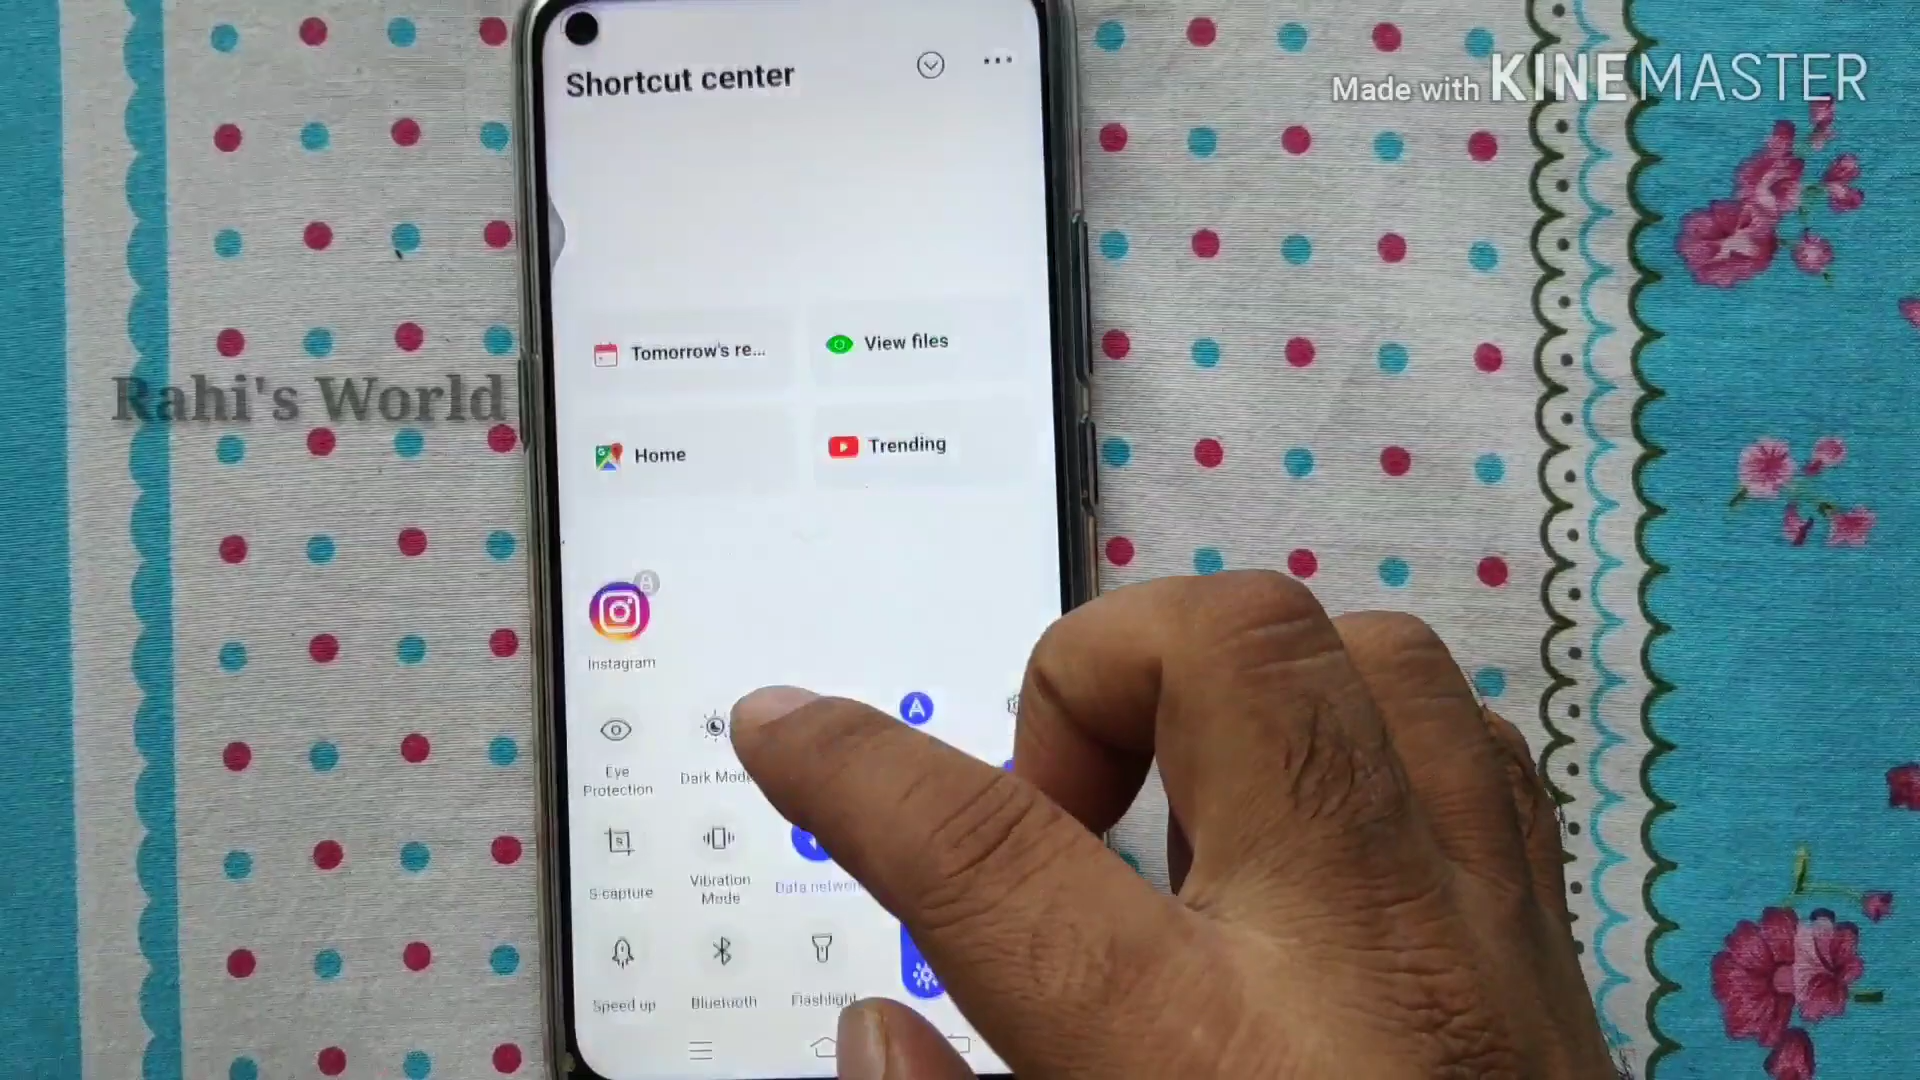 Shortcut center
Made with KINEMASTER
Tomorrow's re...
View files
Rahi's World
Home
Trending
Instagram
A
Eye
Protection
Dark Mode
S-capture
Vibration
Mode
Data network
Speed up
Bluetooth
Flashlight